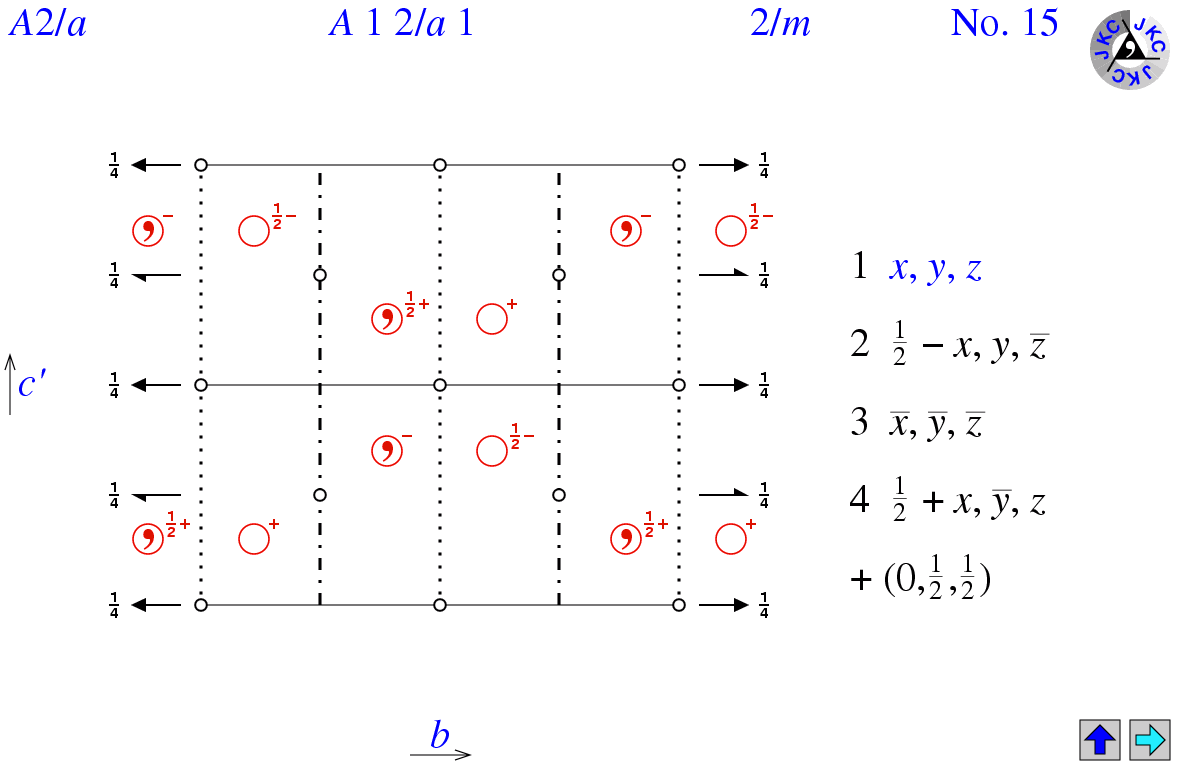 A2/a A 1 2/a 1 2/m No. 15
JKC JKC JKC
¼ ¼
− ½− − ½−
¼ ¼
½+ +
¼ ¼
c′
− ½−
¼ ¼
½+ + ½+ +
¼ ¼
b
1 x, y, z
2 ½ − x, y, z̅
3 x̅, y̅, z̅
4 ½ + x, y̅, z
+ (0,½,½)